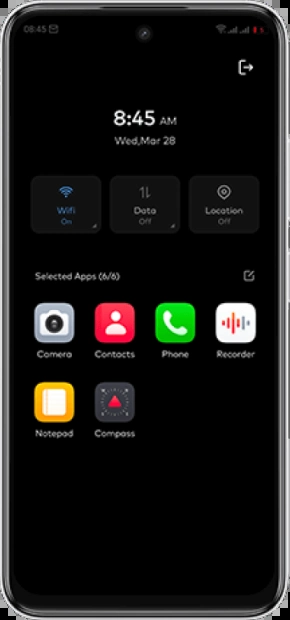 08:45
8:45 AM
Wed,Mar 28
Wifi Data Location
On Off Off
Selected Apps (6/6)
Camera Contacts Phone Recorder
Notepad Compass